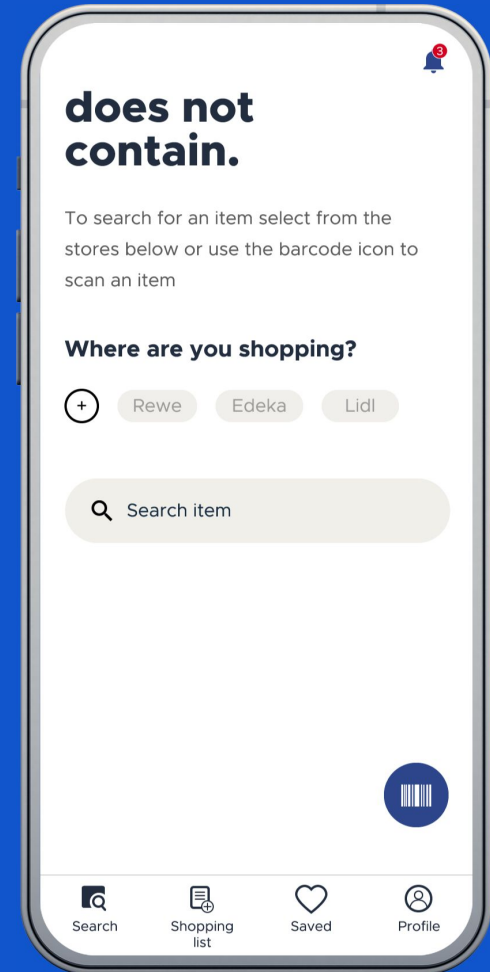 3
does not
contain.
To search for an item select from the
stores below or use the barcode icon to
scan an item
Where are you shopping?
+ Rewe Edeka Lidl
Search item
Search Shopping list Saved Profile